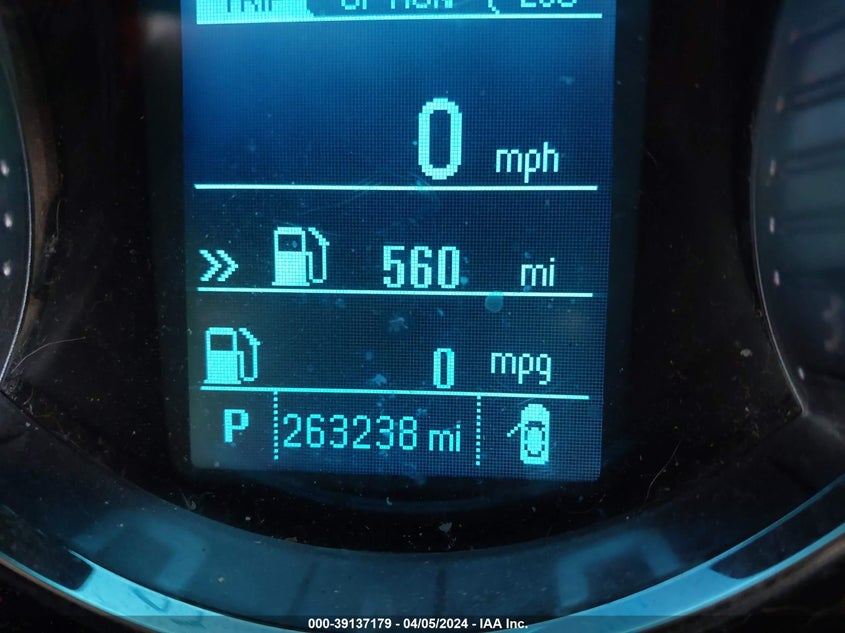 0 mph
560 mi
0 mpg
P 263238 mi
000-39137179 - 04/05/2024 - IAA Inc.